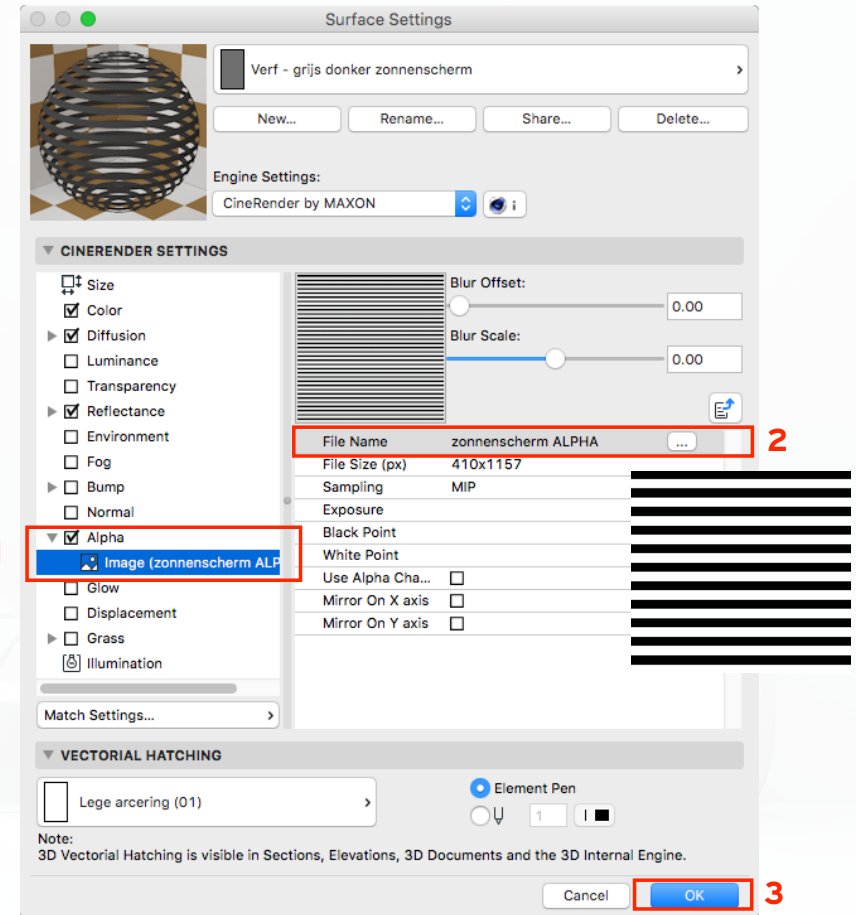 Surface Settings
Verf - grijs donker zonnenscherm
New... Rename... Share... Delete...
Engine Settings:
CineRender by MAXON
i
CINERENDER SETTINGS
Size
Color
Diffusion
Luminance
Transparency
Reflectance
Environment
Fog
Bump
Normal
Alpha
Image (zonnenscherm ALP
Glow
Displacement
Grass
Illumination
Match Settings...
Blur Offset:
0.00
Blur Scale:
0.00
File Name zonnenscherm ALPHA ... 2
File Size (px) 410x1157
Sampling MIP
Exposure
Black Point
White Point
Use Alpha Cha...
Mirror On X axis
Mirror On Y axis
VECTORIAL HATCHING
Lege arcering (01)
Element Pen
1
Note:
3D Vectorial Hatching is visible in Sections, Elevations, 3D Documents and the 3D Internal Engine.
Cancel OK 3